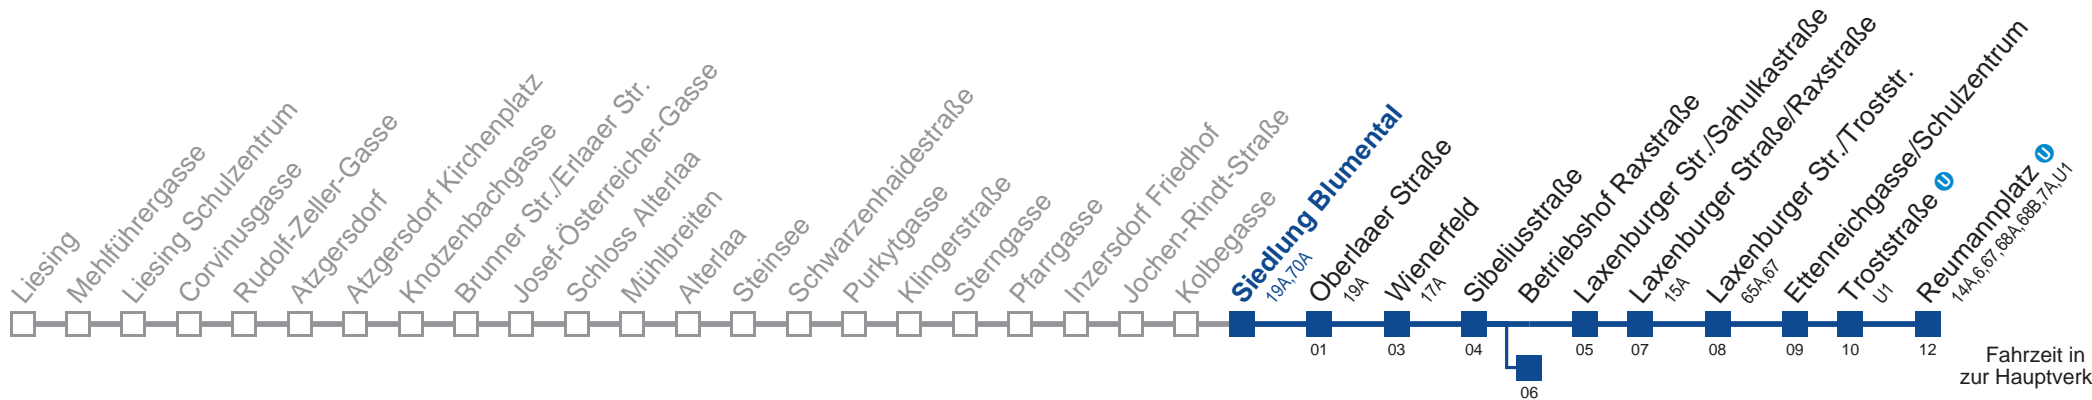 Liesing
Mehlführergasse
Liesing Schulzentrum
Corvinusgasse
Rudolf-Zeller-Gasse
Atzgersdorf
Atzgersdorf Kirchenplatz
Knotzenbachgasse
Brunner Str./Erlaaer Str.
Josef-Österreicher-Gasse
Schloss Alterlaa
Mühlbreiten
Alterlaa
Steinsee
Schwarzenhaidestraße
Purkytgasse
Klingerstraße
Sterngasse
Pfarrgasse
Inzersdorf Friedhof
Jochen-Rindt-Straße
Kolbegasse
Siedlung Blumental
19A,70A
Oberlaaer Straße
19A
Wienerfeld
17A
Sibeliusstraße
Betriebshof Raxstraße
Laxenburger Str./Sahulkastraße
Laxenburger Straße/Raxstraße
15A
Laxenburger Str./Troststr.
65A,67
Ettenreichgasse/Schulzentrum
Troststraße U
U1
Reumannplatz U
14A,6,67,68A,68B,7A,U1
01 03 04 05 07 08 09 10 12
06
Fahrzeit in
zur Hauptverk